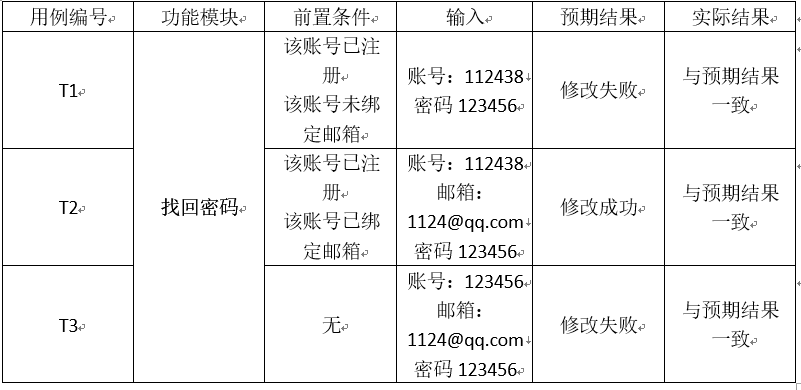 用例编号 功能模块 前置条件 输入 预期结果 实际结果
T1
找回密码
该账号已注
册
该账号未绑
定邮箱
账号：112438
密码 123456
修改失败
与预期结果
一致
T2
该账号已注
册
该账号已绑
定邮箱
账号：112438
邮箱：
1124@qq.com
密码 123456
修改成功
与预期结果
一致
T3
无
账号：123456
邮箱：
1124@qq.com
密码 123456
修改失败
与预期结果
一致